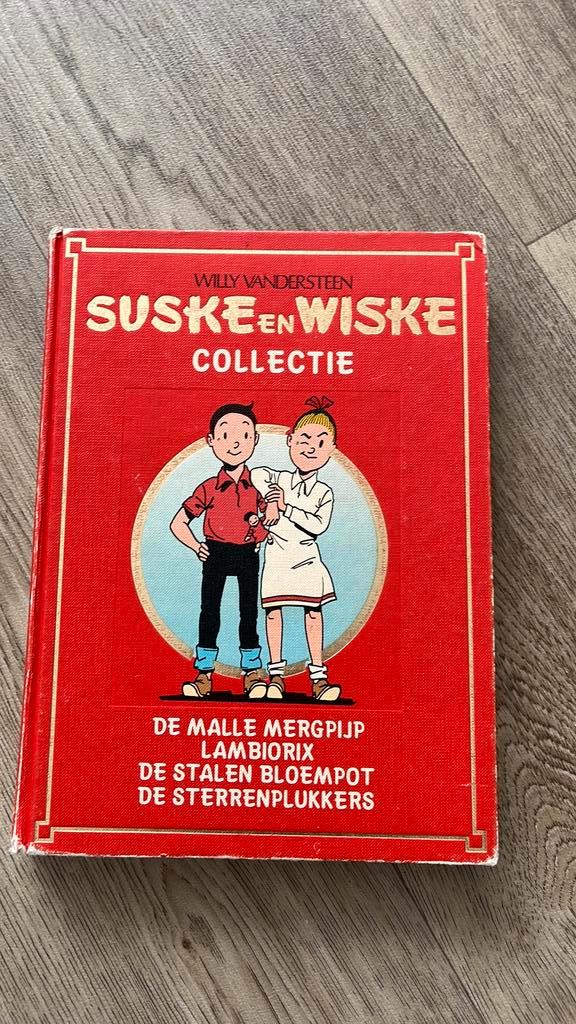 WILLY VANDERSTEEN
SUSKE EN WISKE
COLLECTIE
DE MALLE MERGPIJP
LAMBIORIX
DE STALEN BLOEMPOT
DE STERRENPLUKKERS